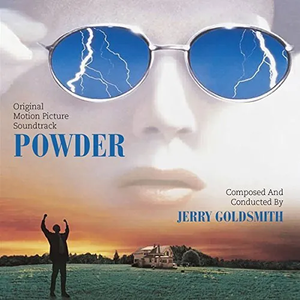 Original
Motion Picture
Soundtrack
POWDER
Composed And
Conducted By
JERRY GOLDSMITH